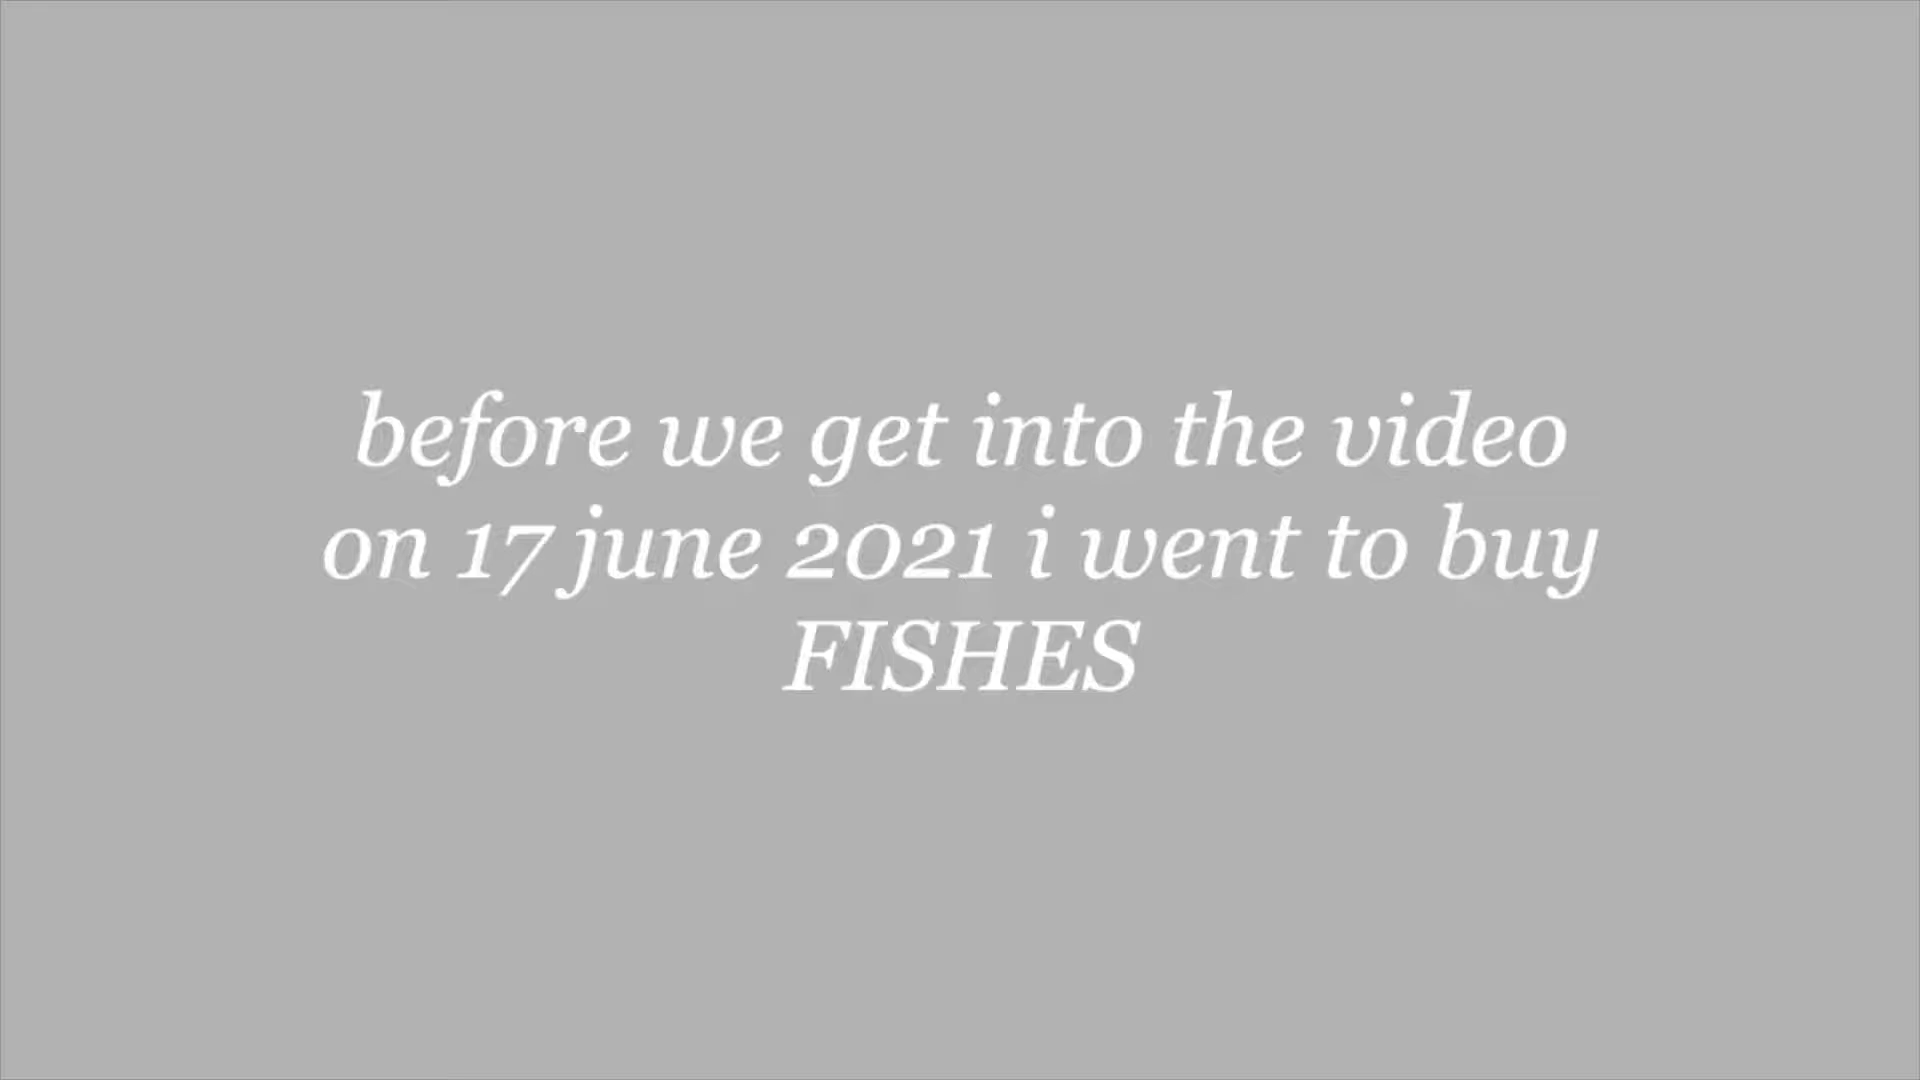 before we get into the video
on 17 june 2021 i went to buy
FISHES